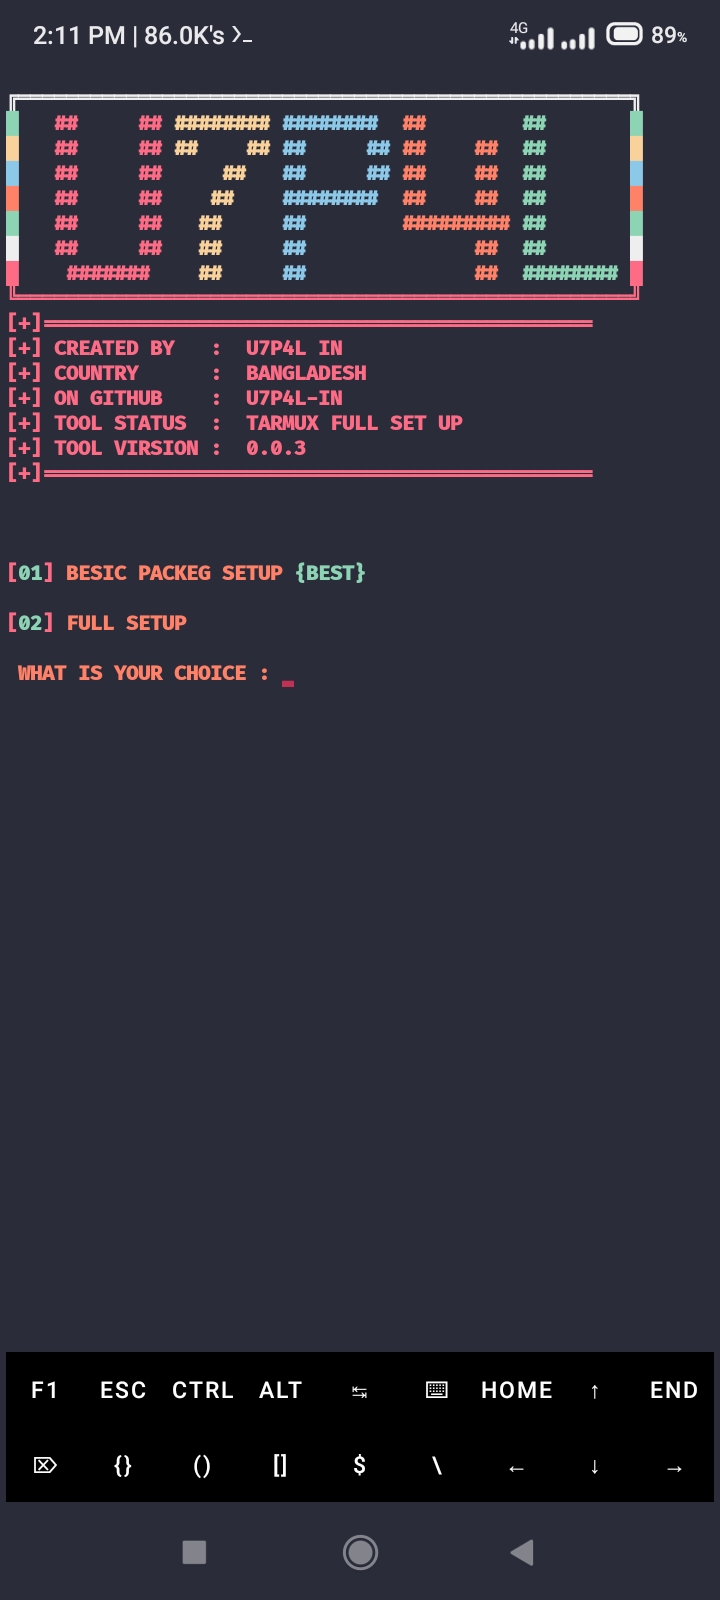 2:11 PM | 86.0K's >_ 4G 89%
U7P4L
[+]═══════════════════════════════════════
[+] CREATED BY : U7P4L IN
[+] COUNTRY : BANGLADESH
[+] ON GITHUB : U7P4L-IN
[+] TOOL STATUS : TARMUX FULL SET UP
[+] TOOL VIRSION : 0.0.3
[+]═══════════════════════════════════════
[01] BESIC PACKEG SETUP {BEST}
[02] FULL SETUP
WHAT IS YOUR CHOICE : _
F1 ESC CTRL ALT ↹ ⌨ HOME ↑ END
⌦ {} () [] $ \ ← ↓ →